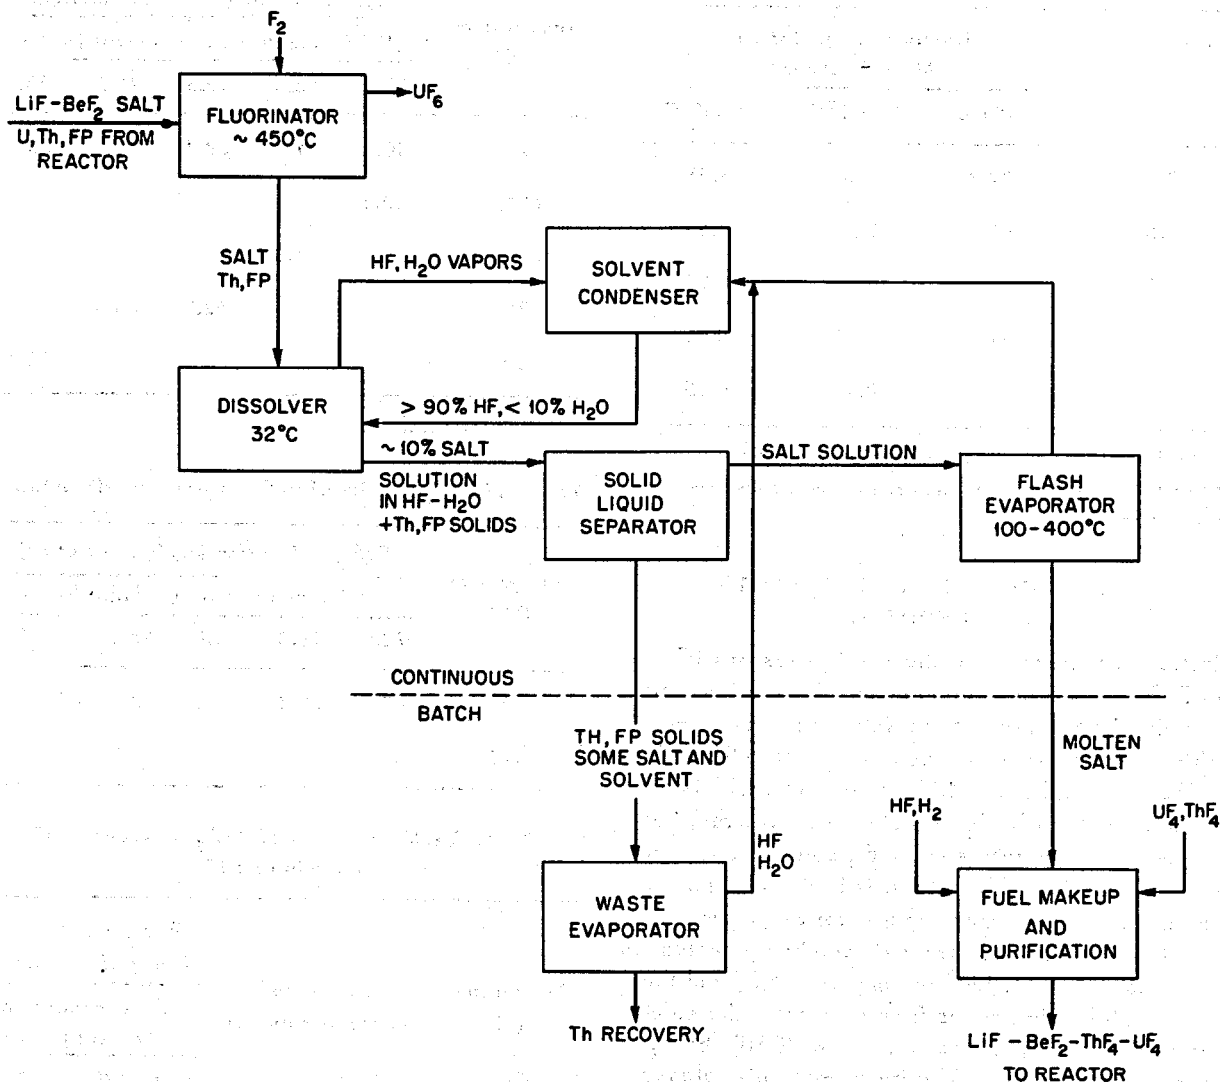 F2
LiF-BeF2 SALT
U,Th,FP FROM
REACTOR
FLUORINATOR
~ 450°C
UF6
SALT
Th,FP
HF, H2O VAPORS
SOLVENT
CONDENSER
DISSOLVER
32°C
> 90% HF, < 10% H2O
~ 10% SALT
SOLUTION
IN HF-H2O
+Th,FP SOLIDS
SOLID
LIQUID
SEPARATOR
SALT SOLUTION
FLASH
EVAPORATOR
100-400°C
CONTINUOUS
BATCH
TH, FP SOLIDS
SOME SALT AND
SOLVENT
MOLTEN
SALT
HF
H2O
HF,H2
UF4,ThF4
WASTE
EVAPORATOR
FUEL MAKEUP
AND
PURIFICATION
Th RECOVERY
LiF -BeF2-ThF4-UF4
TO REACTOR